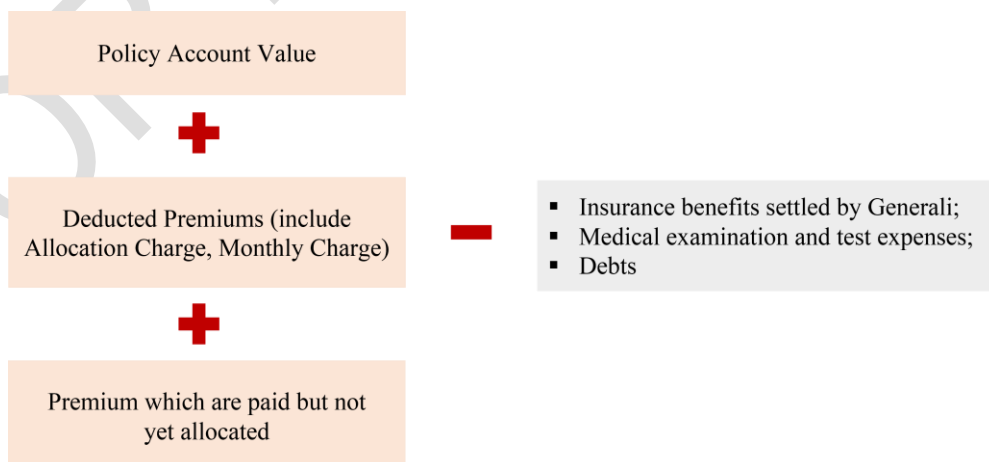 Policy Account Value
Deducted Premiums (include
Allocation Charge, Monthly Charge)
▪ Insurance benefits settled by Generali;
▪ Medical examination and test expenses;
▪ Debts
Premium which are paid but not
yet allocated